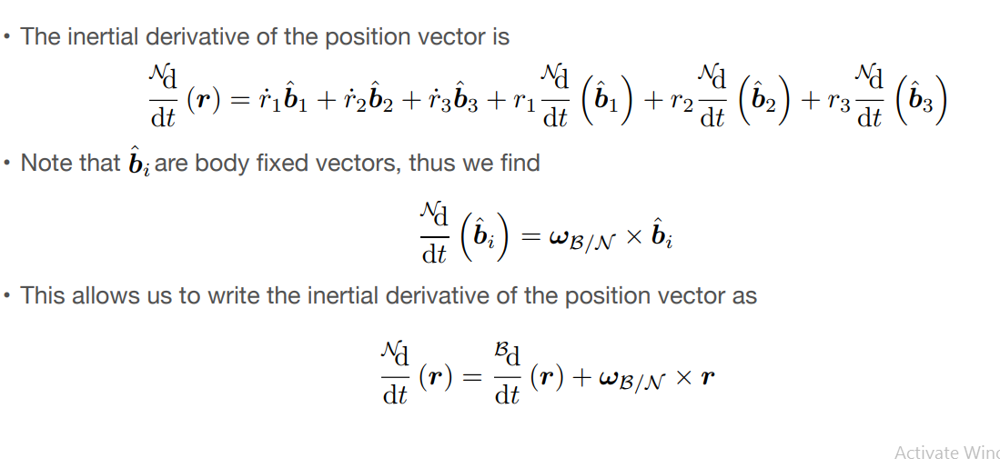 • The inertial derivative of the position vector is
$\frac{{}^{\mathcal{N}}\mathrm{d}}{\mathrm{d}t}(\boldsymbol{r}) = \dot{r}_1\hat{\boldsymbol{b}}_1 + \dot{r}_2\hat{\boldsymbol{b}}_2 + \dot{r}_3\hat{\boldsymbol{b}}_3 + r_1\frac{{}^{\mathcal{N}}\mathrm{d}}{\mathrm{d}t}\left(\hat{\boldsymbol{b}}_1\right) + r_2\frac{{}^{\mathcal{N}}\mathrm{d}}{\mathrm{d}t}\left(\hat{\boldsymbol{b}}_2\right) + r_3\frac{{}^{\mathcal{N}}\mathrm{d}}{\mathrm{d}t}\left(\hat{\boldsymbol{b}}_3\right)$
• Note that $\hat{\boldsymbol{b}}_i$ are body fixed vectors, thus we find
$\frac{{}^{\mathcal{N}}\mathrm{d}}{\mathrm{d}t}\left(\hat{\boldsymbol{b}}_i\right) = \boldsymbol{\omega}_{\mathcal{B}/\mathcal{N}} \times \hat{\boldsymbol{b}}_i$
• This allows us to write the inertial derivative of the position vector as
$\frac{{}^{\mathcal{N}}\mathrm{d}}{\mathrm{d}t}(\boldsymbol{r}) = \frac{{}^{\mathcal{B}}\mathrm{d}}{\mathrm{d}t}(\boldsymbol{r}) + \boldsymbol{\omega}_{\mathcal{B}/\mathcal{N}} \times \boldsymbol{r}$
Activate Win